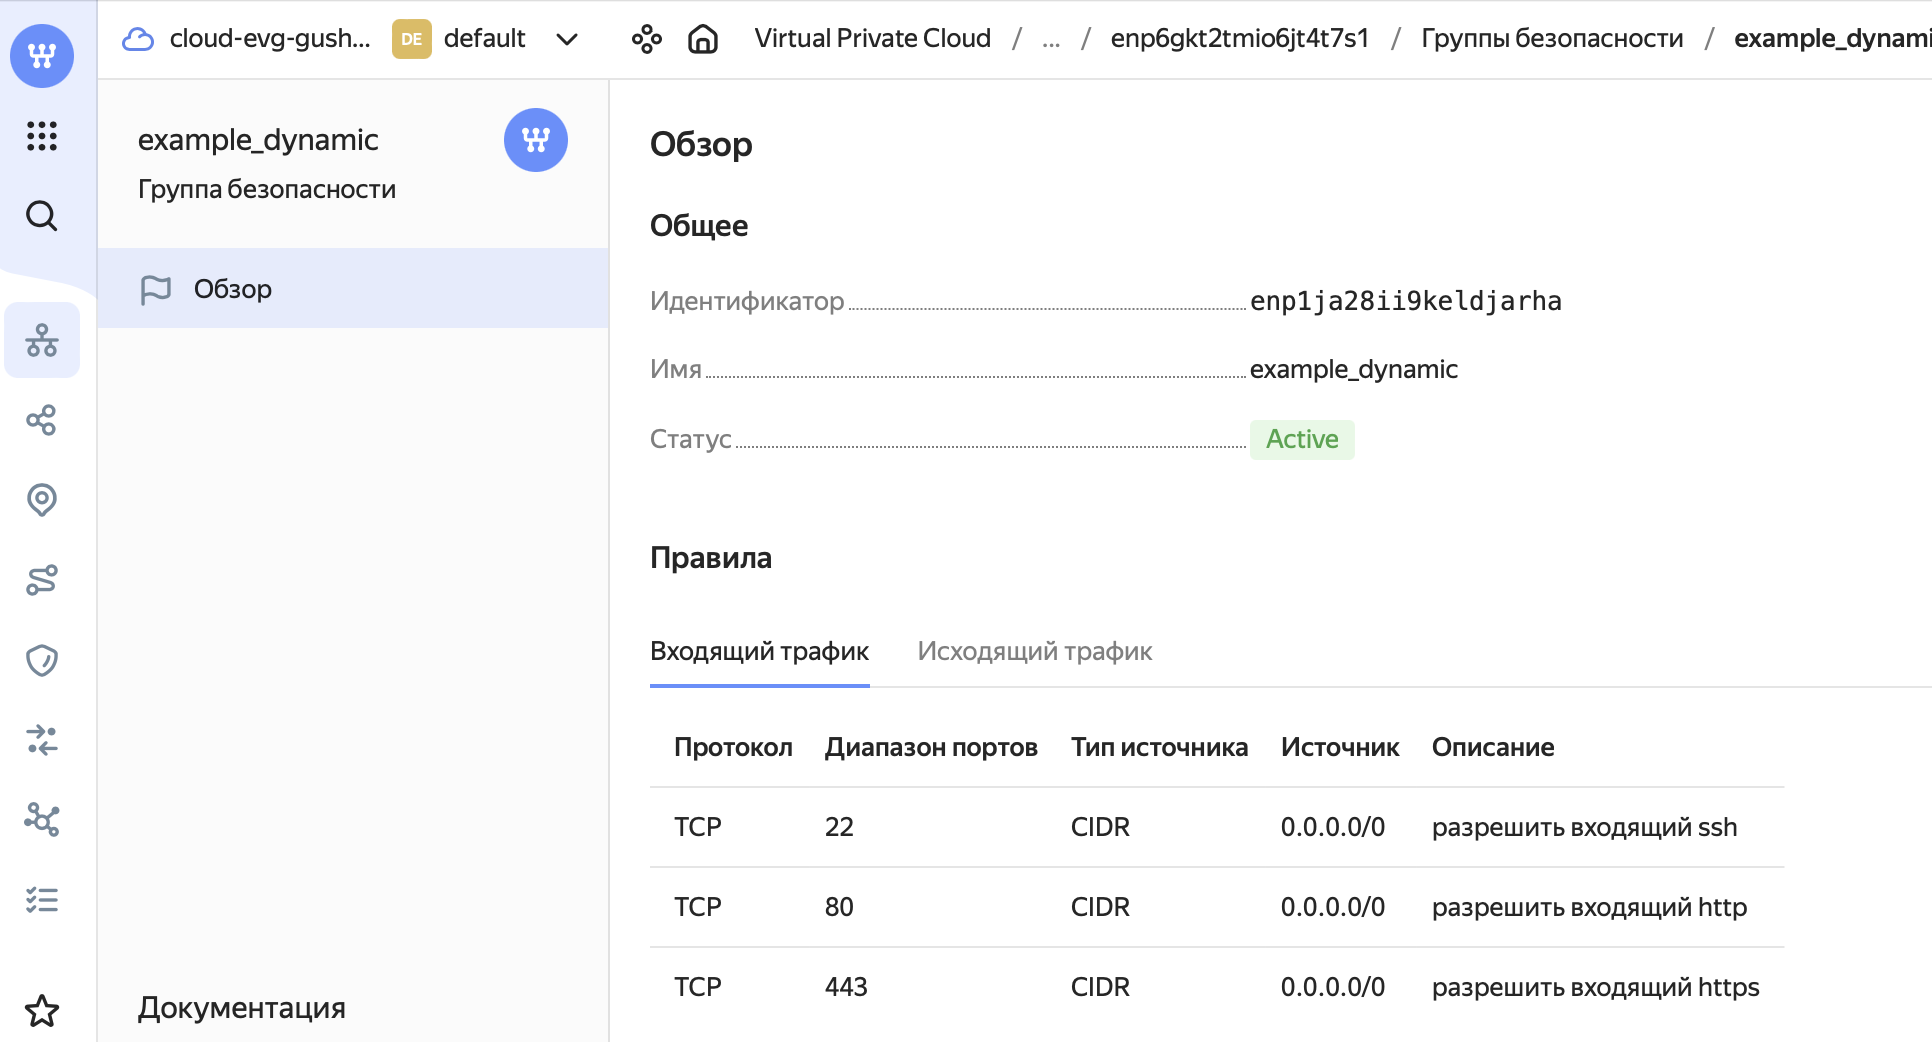 cloud-evg-gush... DE default Virtual Private Cloud / ... / enp6gkt2tmio6jt4t7s1 / Группы безопасности / example_dynami
example_dynamic
Группа безопасности
Обзор
Документация
Обзор
Общее
Идентификатор enp1ja28ii9keldjarha
Имя example_dynamic
Статус Active
Правила
Входящий трафик Исходящий трафик
Протокол Диапазон портов Тип источника Источник Описание
TCP 22 CIDR 0.0.0.0/0 разрешить входящий ssh
TCP 80 CIDR 0.0.0.0/0 разрешить входящий http
TCP 443 CIDR 0.0.0.0/0 разрешить входящий https